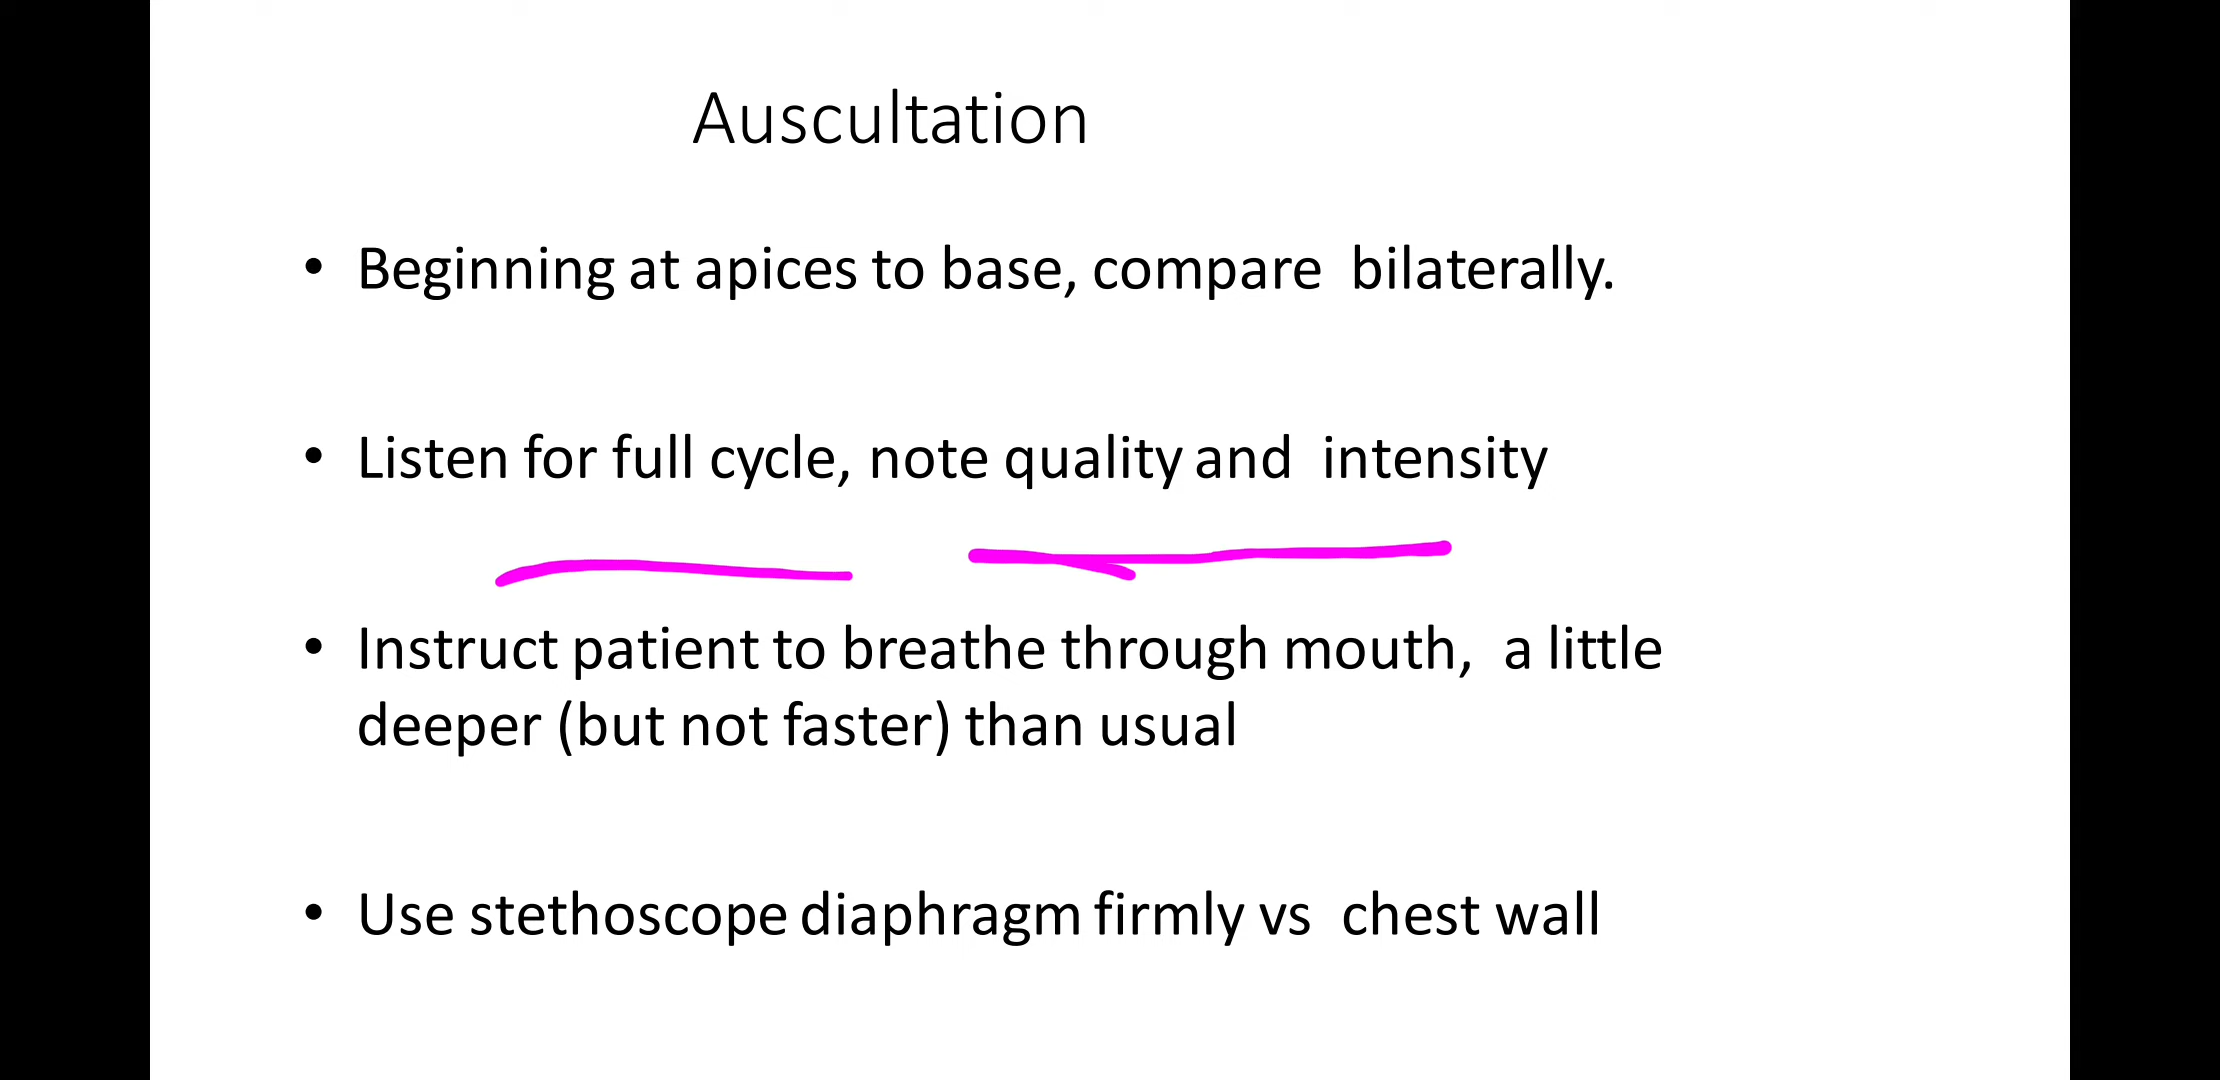 Auscultation
• Beginning at apices to base, compare bilaterally.
• Listen for full cycle, note quality and intensity
• Instruct patient to breathe through mouth, a little
deeper (but not faster) than usual
• Use stethoscope diaphragm firmly vs chest wall